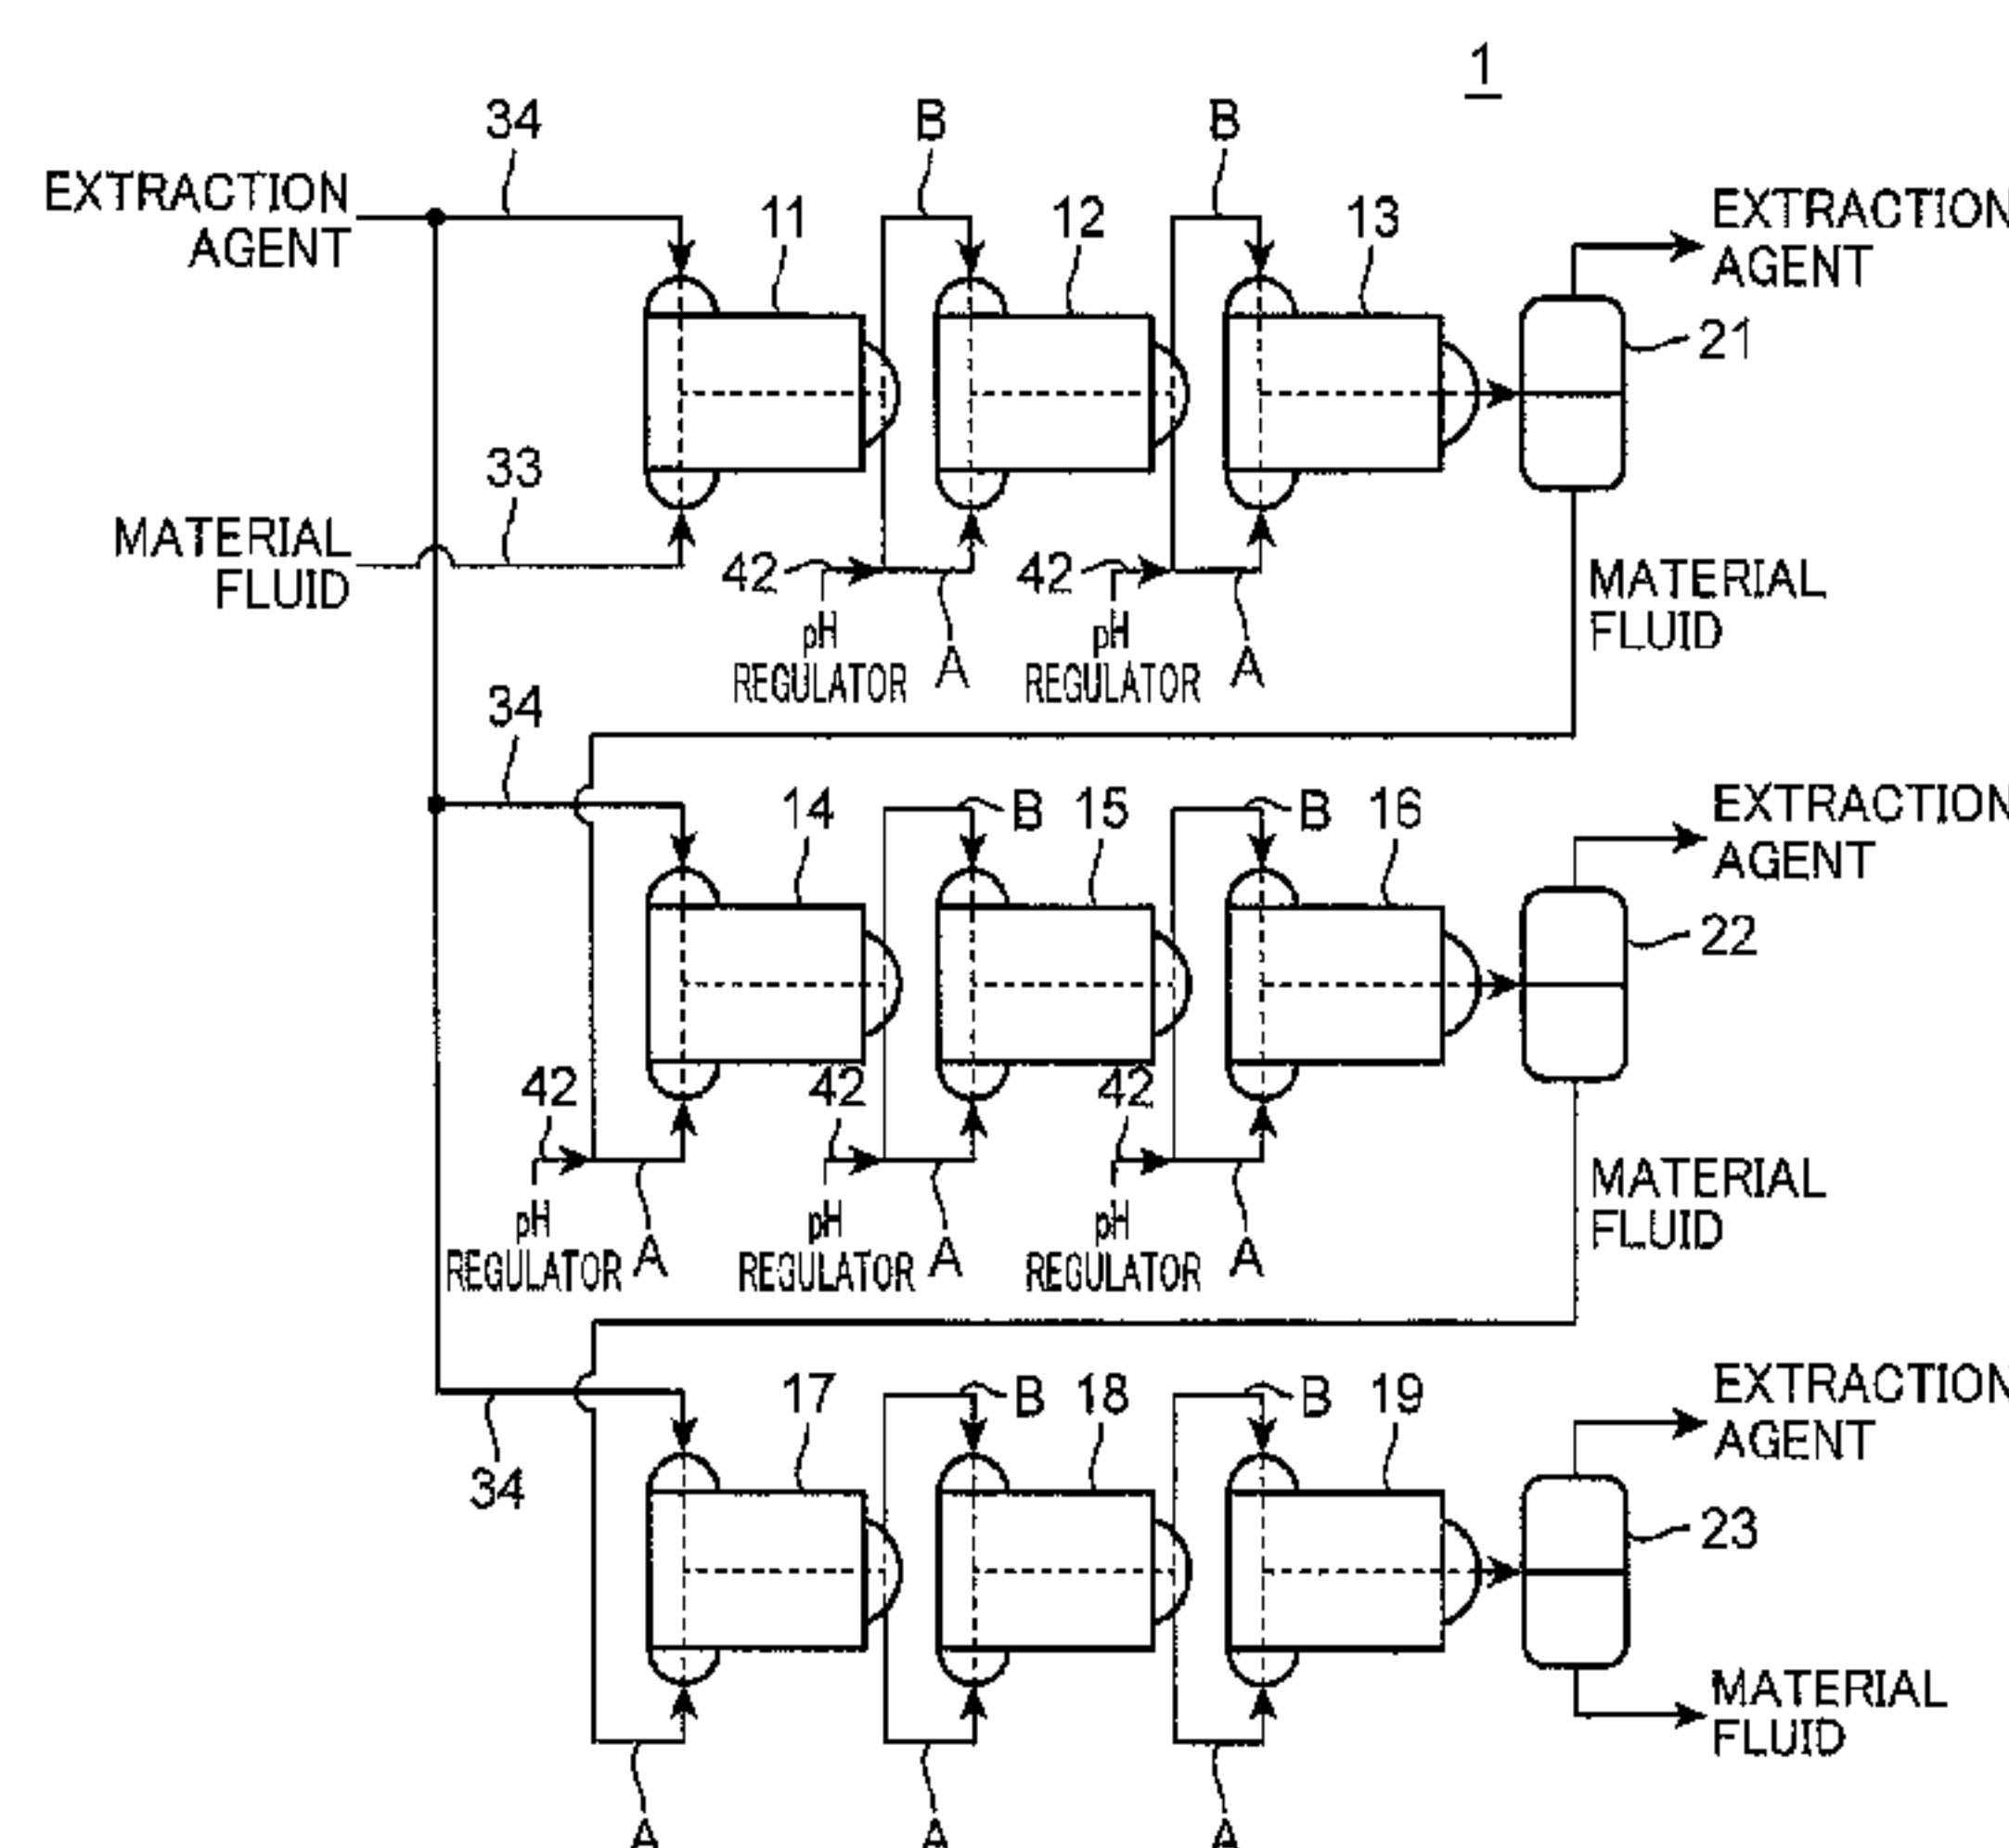 1
34
B
B
EXTRACTION
AGENT
11
12
13
EXTRACTION
AGENT
21
33
MATERIAL
FLUID
42
42
MATERIAL
FLUID
pH
REGULATOR
A
pH
REGULATOR
A
34
14
B
15
B
16
EXTRACTION
AGENT
22
42
42
42
pH
REGULATOR
A
pH
REGULATOR
A
pH
REGULATOR
A
MATERIAL
FLUID
34
17
B
18
B
19
EXTRACTION
AGENT
23
MATERIAL
FLUID
A
A
A